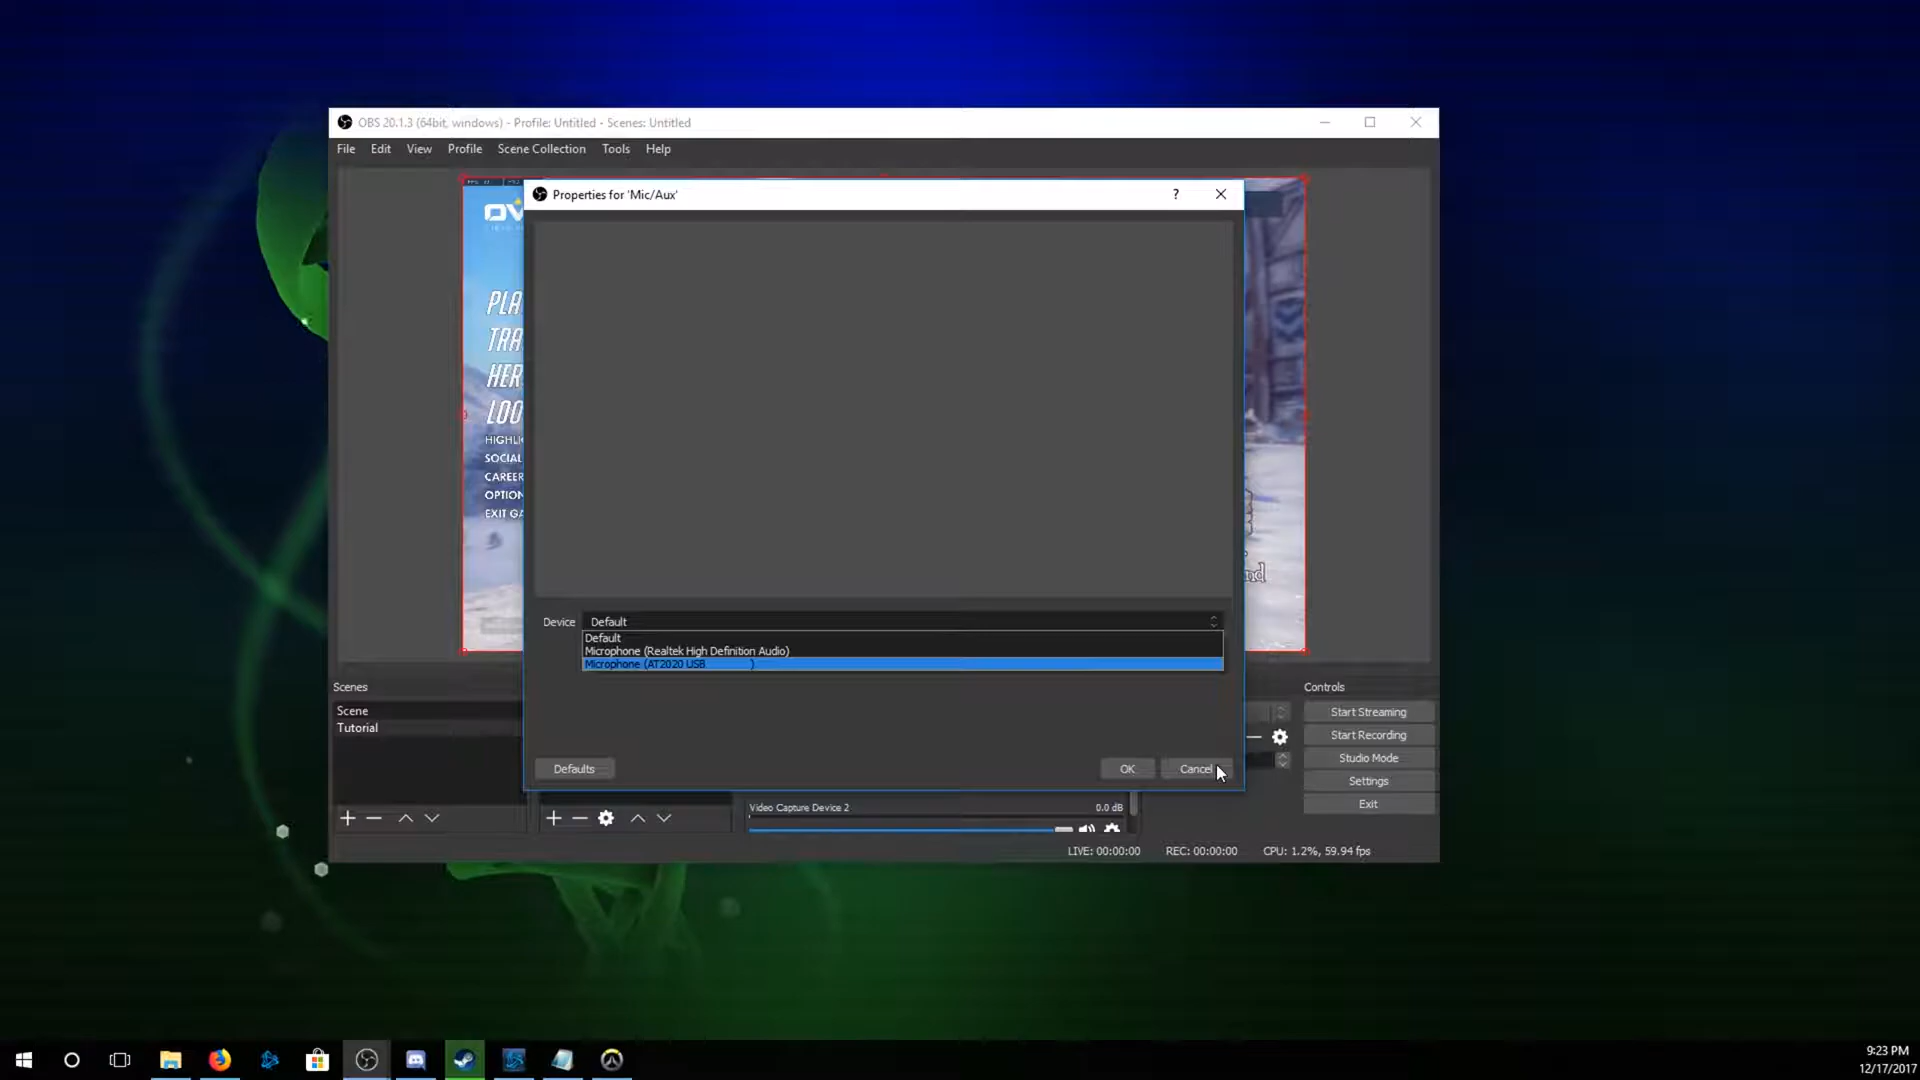 OBS 20.1.3 (64bit, windows) - Profile: Untitled - Scenes: Untitled
File Edit View Profile Scene Collection Tools Help
Properties for 'Mic/Aux'
?
OV
PLA
TRA
HER
LOO
HIGHLI
SOCIAL
CAREER
OPTION
EXIT GA
nd
Device Default
Default
Microphone (Realtek High Definition Audio)
Microphone (AT2020 USB )
Defaults OK Cancel
Scenes
Scene
Tutorial
Controls
Start Streaming
Start Recording
Studio Mode
Settings
Exit
Video Capture Device 2 0.0 dB
LIVE: 00:00:00 REC: 00:00:00 CPU: 1.2%, 59.94 fps
9:23 PM
12/17/2017